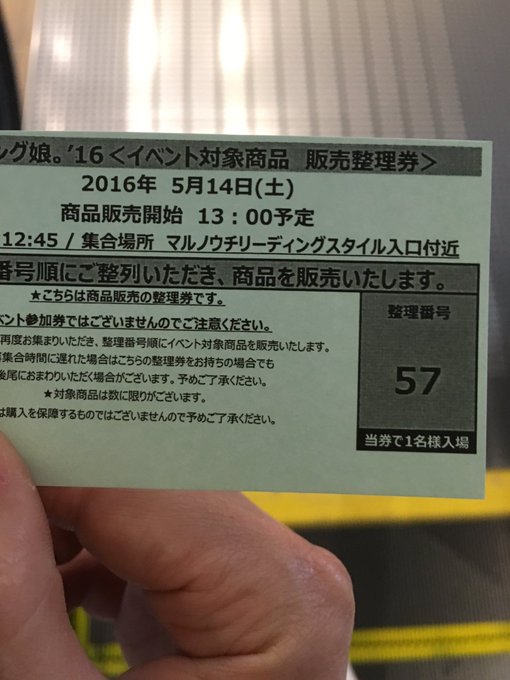 ング娘。'16<イベント対象商品 販売整理券>
2016年 5月14日(土)
商品販売開始 13：00予定
12:45 / 集合場所 マルノウチリーディングスタイル入口付近
番号順にご整列いただき、商品を販売いたします。
★こちらは商品販売の整理券です。
ベント参加券ではございませんのでご注意ください。
再度お集まりいただき、整理番号順にイベント対象商品を販売いたします。
集合時間に遅れた場合はこちらの整理券をお持ちの場合でも
後尾におまわりいただく場合がございます。予めご了承ください。
★対象商品は数に限りがございます。
は購入を保障するものではございませんので予めご了承ください。
整理番号
57
当券で1名様入場